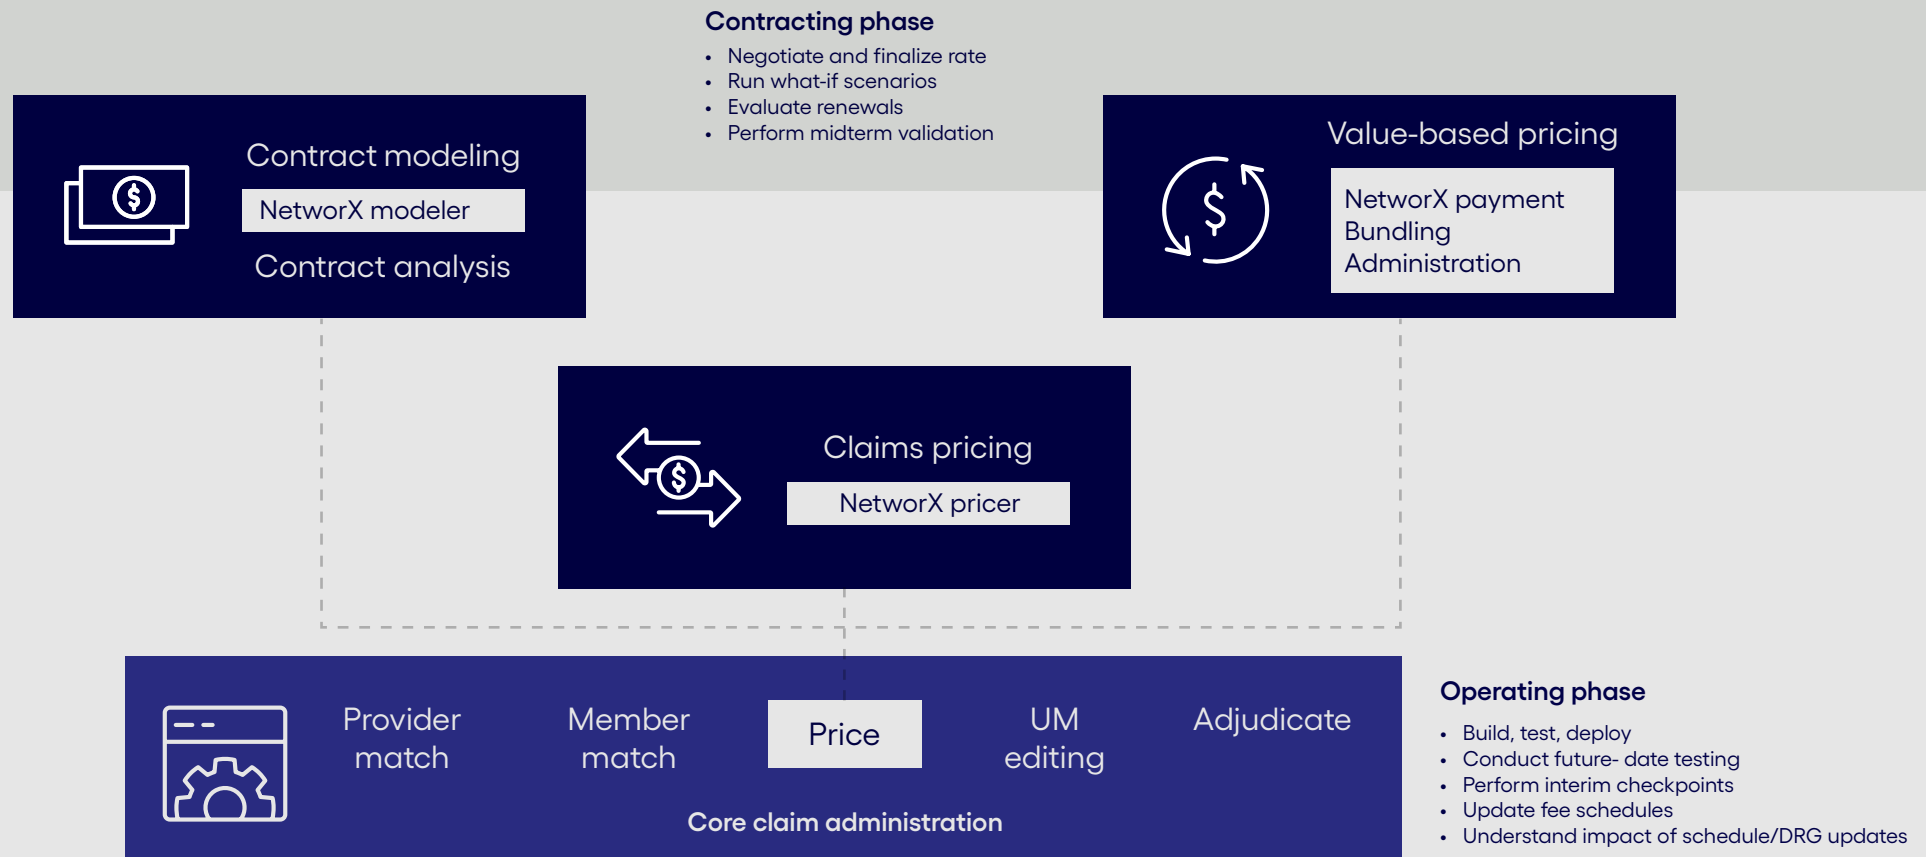 Contracting phase
• Negotiate and finalize rate
• Run what-if scenarios
• Evaluate renewals
• Perform midterm validation
Contract modeling
NetworX modeler
Contract analysis
Value-based pricing
NetworX payment
Bundling
Administration
Claims pricing
NetworX pricer
Provider
match
Member
match
Price
UM
editing
Adjudicate
Core claim administration
Operating phase
• Build, test, deploy
• Conduct future- date testing
• Perform interim checkpoints
• Update fee schedules
• Understand impact of schedule/DRG updates